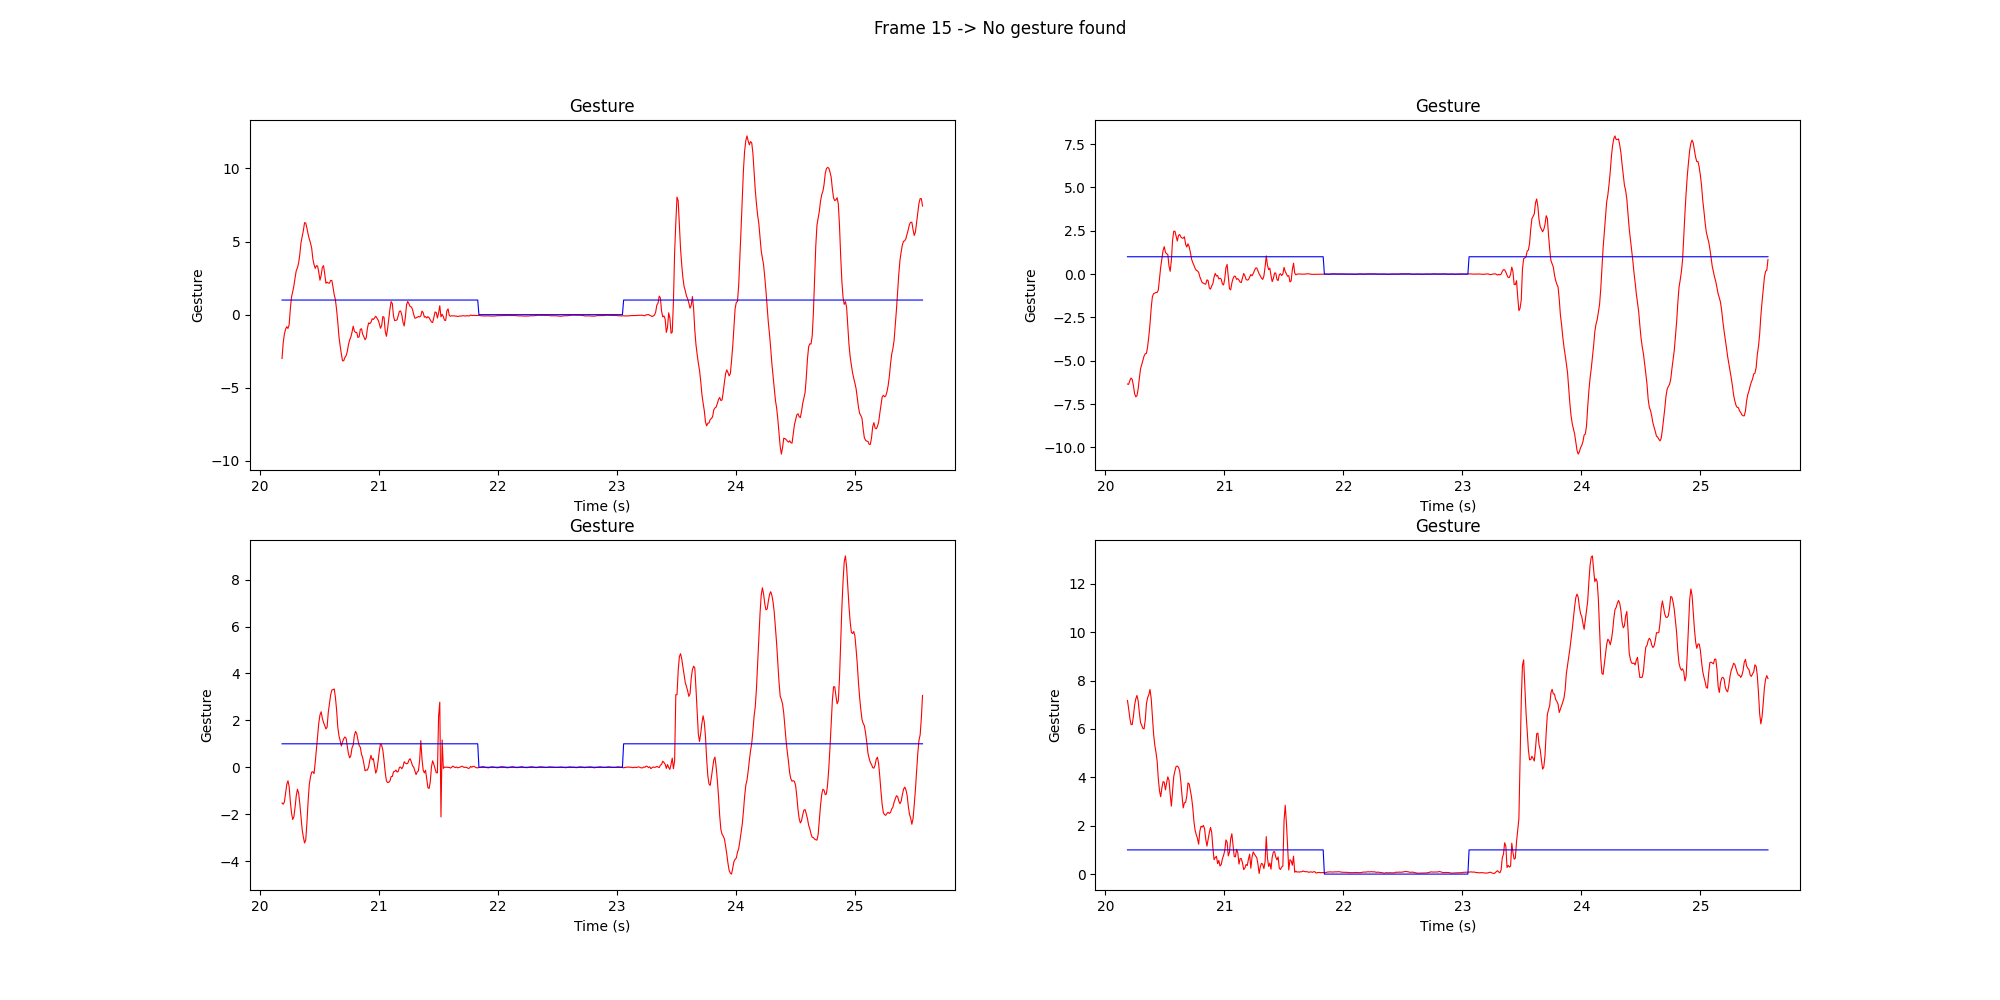 Frame 15 -> No gesture found
Gesture
Gesture
10
5
0
−5
−10
20 21 22 23 24 25
Time (s)
Gesture
Gesture
7.5
5.0
2.5
0.0
−2.5
−5.0
−7.5
−10.0
20 21 22 23 24 25
Time (s)
Gesture
Gesture
8
6
4
2
0
−2
−4
20 21 22 23 24 25
Time (s)
Gesture
Gesture
12
10
8
6
4
2
0
20 21 22 23 24 25
Time (s)